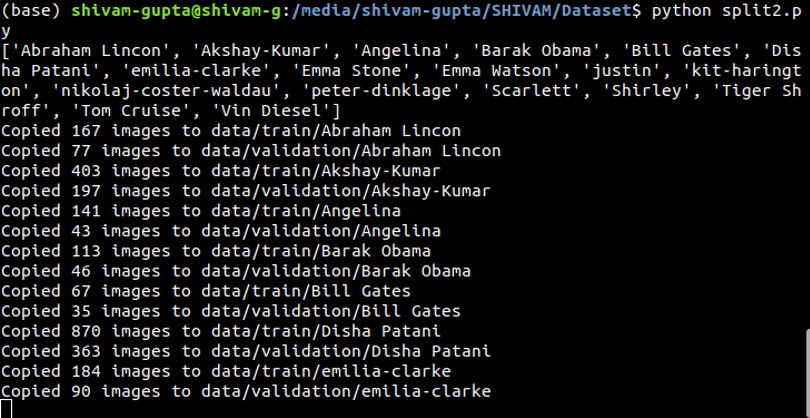 (base) shivam-gupta@shivam-g:/media/shivam-gupta/SHIVAM/Dataset$ python split2.p
y
['Abraham Lincon', 'Akshay-Kumar', 'Angelina', 'Barak Obama', 'Bill Gates', 'Dis
ha Patani', 'emilia-clarke', 'Emma Stone', 'Emma Watson', 'justin', 'kit-haringt
on', 'nikolaj-coster-waldau', 'peter-dinklage', 'Scarlett', 'Shirley', 'Tiger Sh
roff', 'Tom Cruise', 'Vin Diesel']
Copied 167 images to data/train/Abraham Lincon
Copied 77 images to data/validation/Abraham Lincon
Copied 403 images to data/train/Akshay-Kumar
Copied 197 images to data/validation/Akshay-Kumar
Copied 141 images to data/train/Angelina
Copied 43 images to data/validation/Angelina
Copied 113 images to data/train/Barak Obama
Copied 46 images to data/validation/Barak Obama
Copied 67 images to data/train/Bill Gates
Copied 35 images to data/validation/Bill Gates
Copied 870 images to data/train/Disha Patani
Copied 363 images to data/validation/Disha Patani
Copied 184 images to data/train/emilia-clarke
Copied 90 images to data/validation/emilia-clarke